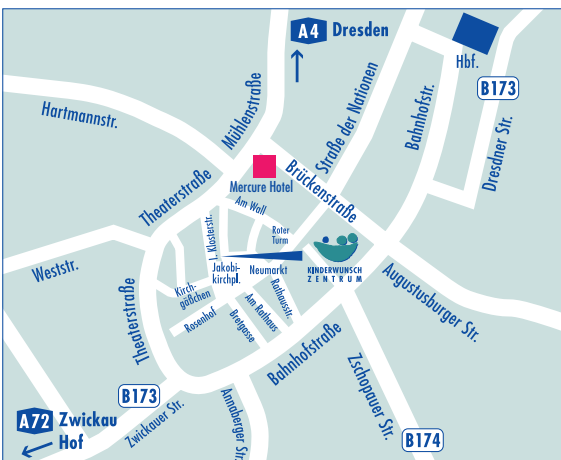 A4 Dresden
Hbf.
B173
Hartmannstr.
Mühlenstraße
Straße der Nationen
Bahnhofstr.
Dresdner Str.
Mercure Hotel
Brückenstraße
Theaterstraße
Am Wall
Roter
Turm
L. Klosterstr.
Weststr.
Jakobi-
kirchpl.
Neumarkt
KINDERWUNSCH
ZENTRUM
Augustusburger Str.
Kirch-
gäßchen
Rosenhof
Bretgasse
Am Rathaus
Rathausstr.
Theaterstraße
Bahnhofstraße
Zschopauer Str.
B173
Zwickauer Str.
Annaberger Str.
A72 Zwickau
Hof
B174